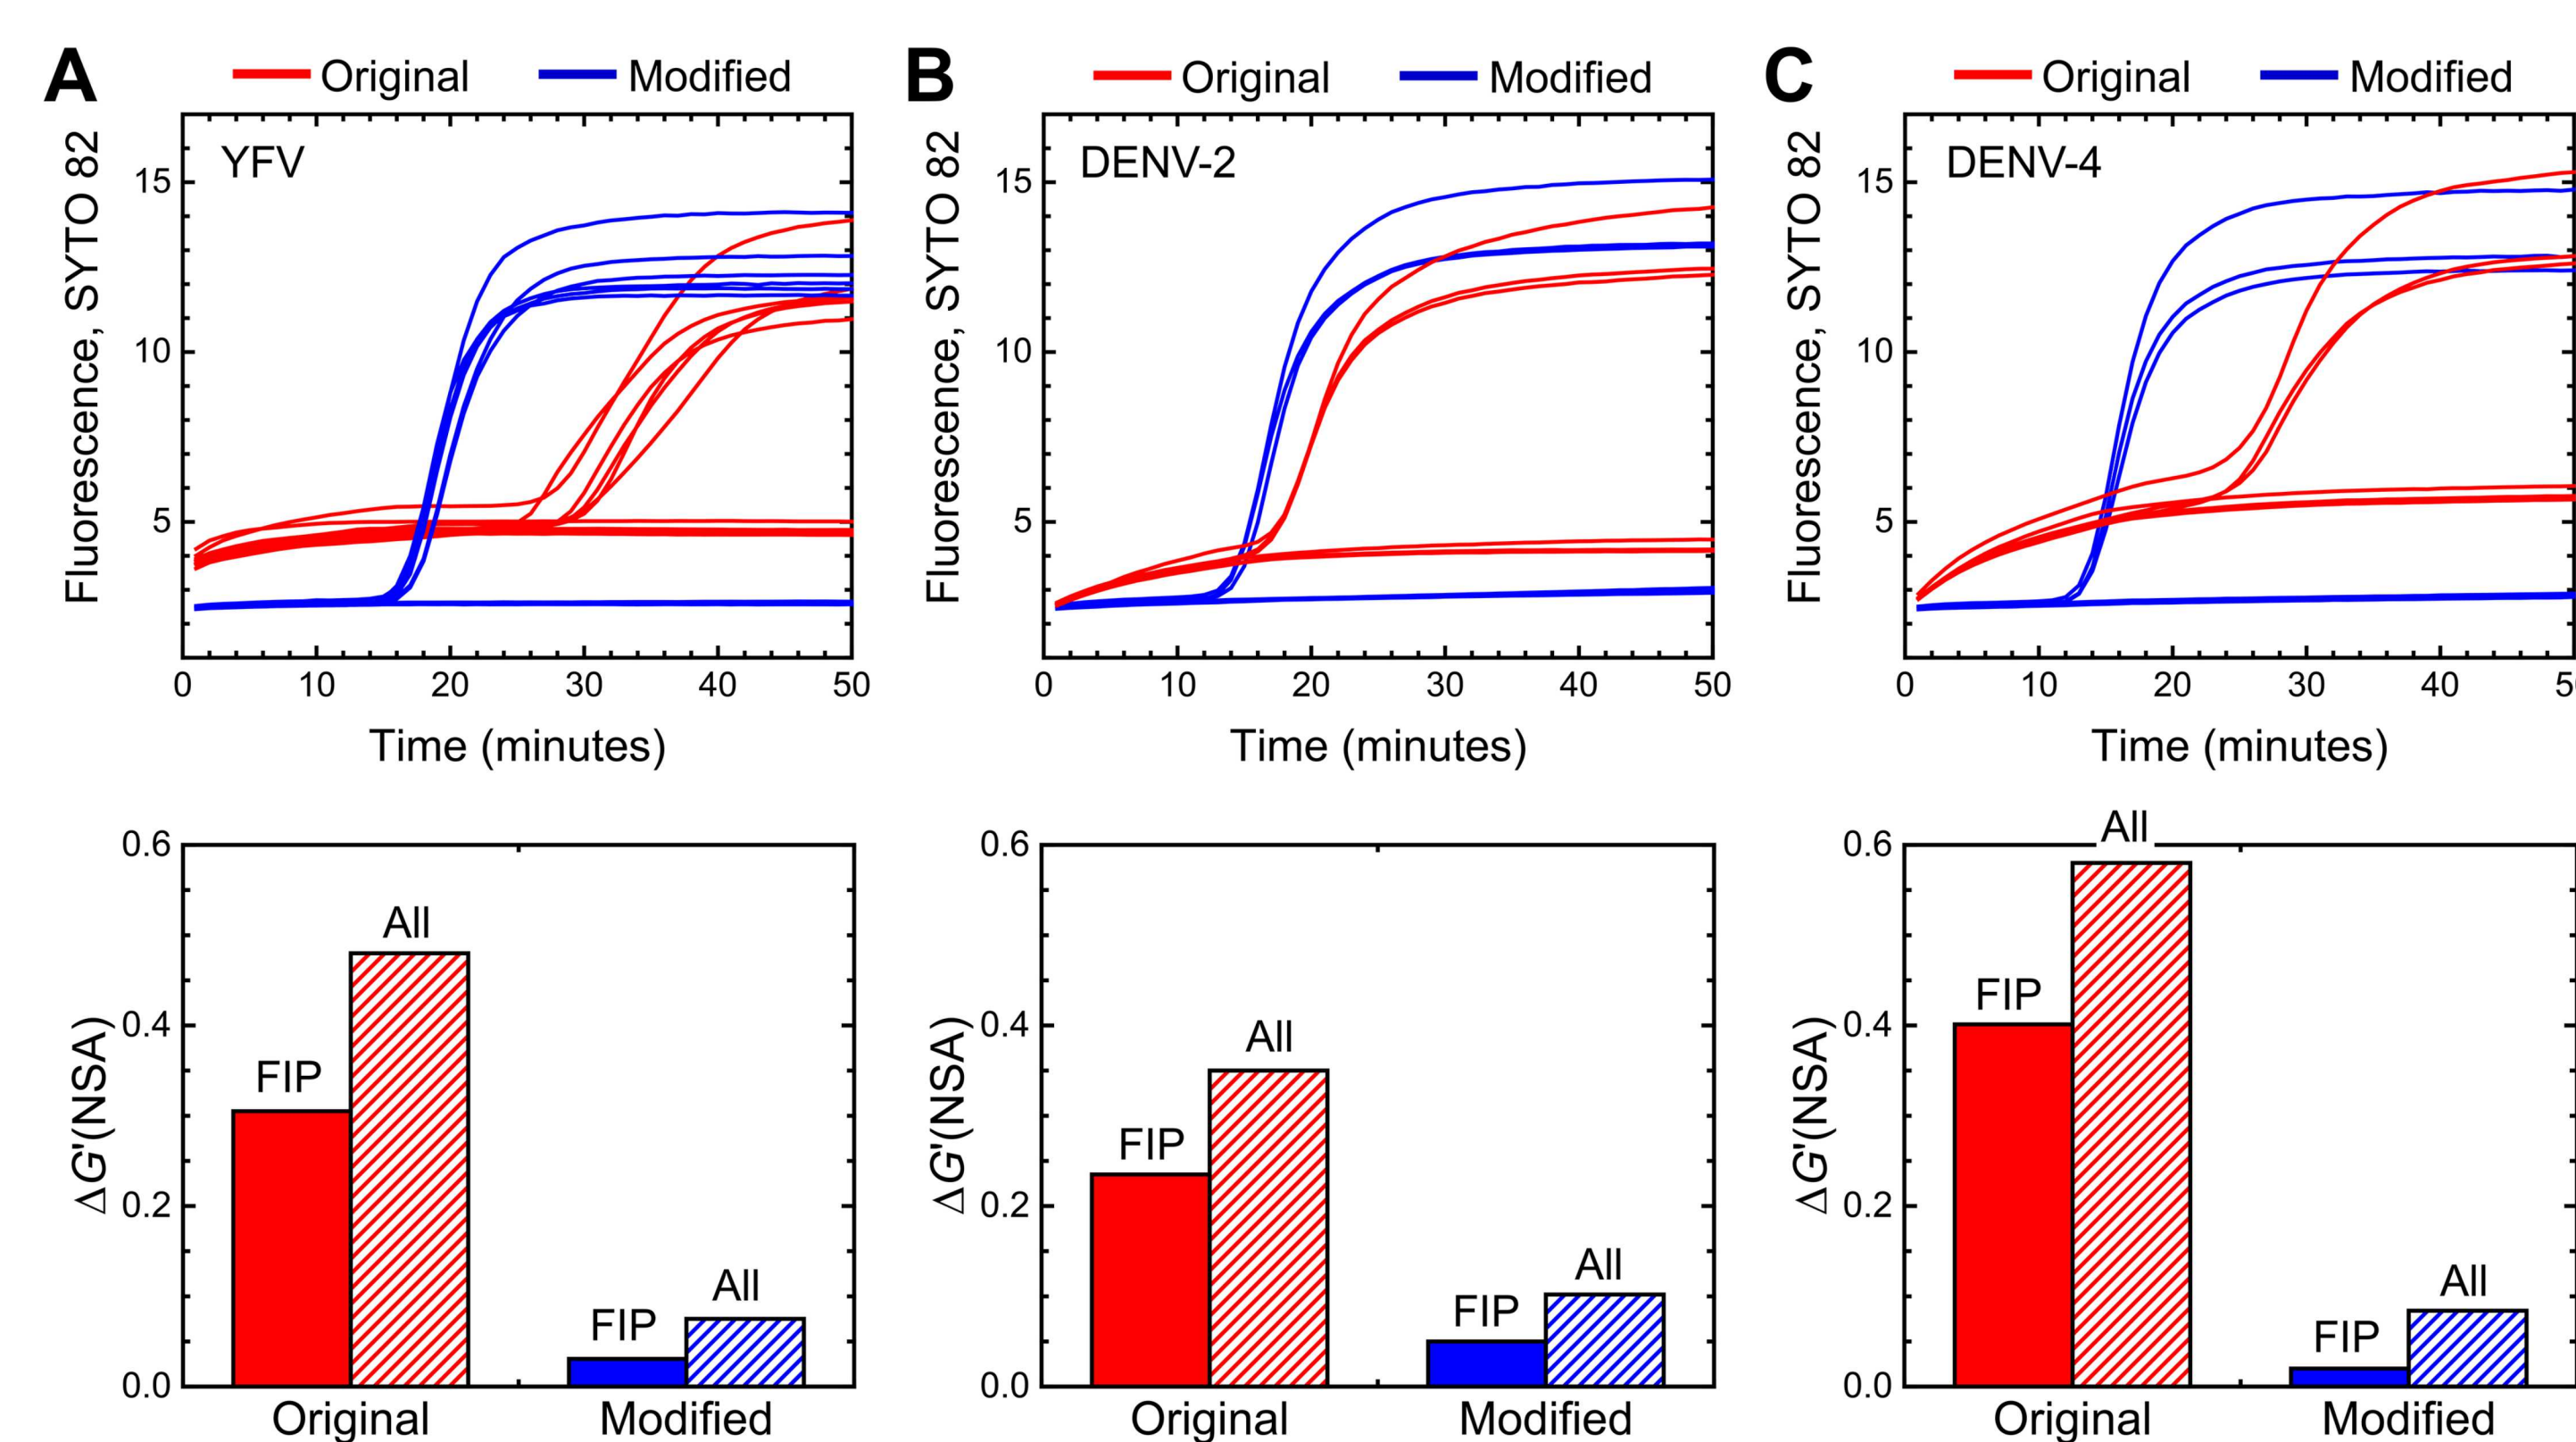 A Original Modified
YFV
Fluorescence, SYTO 82
15
10
5
0 10 20 30 40 50
Time (minutes)
B Original Modified
DENV-2
Fluorescence, SYTO 82
15
10
5
0 10 20 30 40 50
Time (minutes)
C Original Modified
DENV-4
Fluorescence, SYTO 82
15
10
5
0 10 20 30 40 5
Time (minutes)
ΔG'(NSA)
0.6
0.4
0.2
0.0
FIP All FIP All
Original Modified
ΔG'(NSA)
0.6
0.4
0.2
0.0
FIP All FIP All
Original Modified
ΔG'(NSA)
0.6
0.4
0.2
0.0
FIP All FIP All
Original Modified